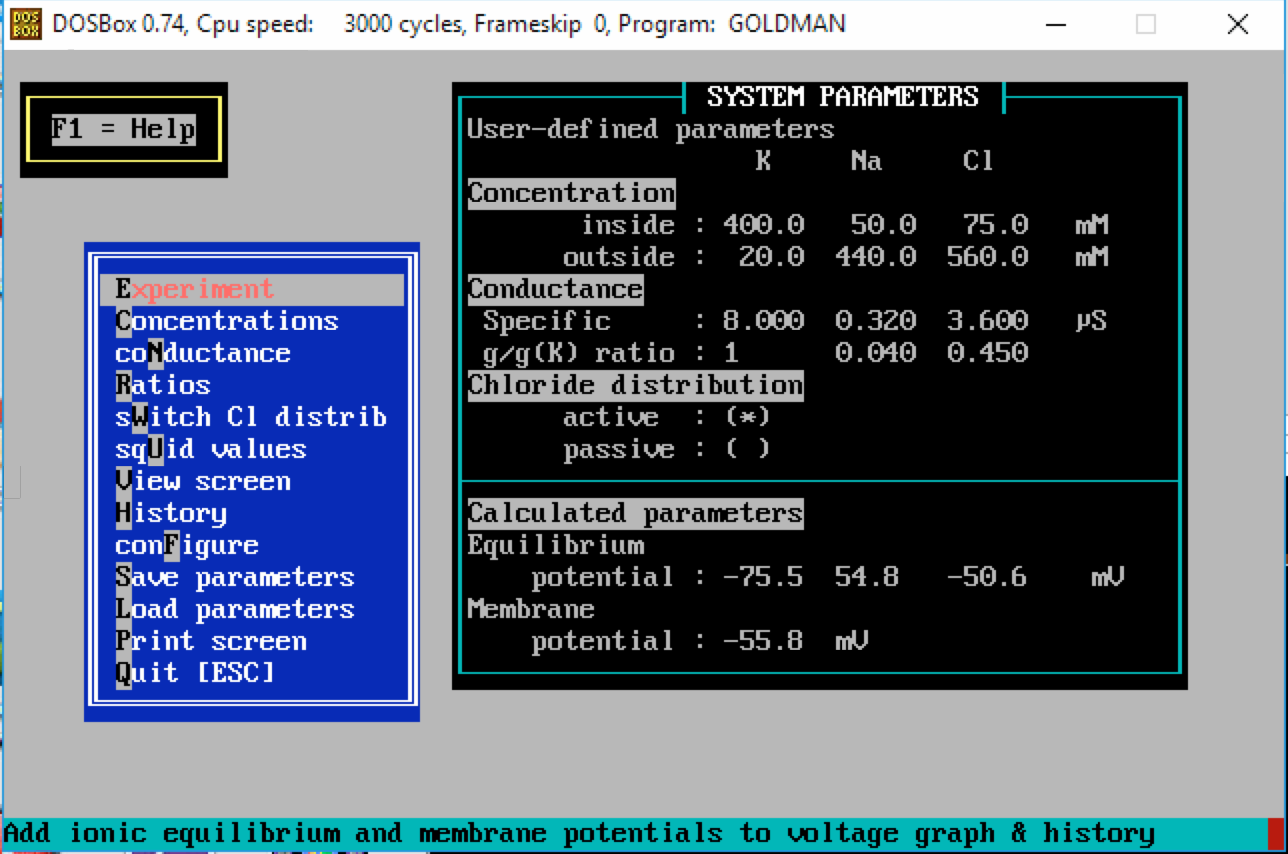 DOSBox 0.74, Cpu speed: 3000 cycles, Frameskip 0, Program: GOLDMAN
F1 = Help
Experiment
Concentrations
coNductance
Ratios
sWitch Cl distrib
sqUid values
View screen
History
conFigure
Save parameters
Load parameters
Print screen
Quit [ESC]
SYSTEM PARAMETERS
User-defined parameters
K Na Cl
Concentration
inside : 400.0 50.0 75.0 mM
outside : 20.0 440.0 560.0 mM
Conductance
Specific : 8.000 0.320 3.600 µS
g/g(K) ratio : 1 0.040 0.450
Chloride distribution
active : (*)
passive : ( )
Calculated parameters
Equilibrium
potential : -75.5 54.8 -50.6 mV
Membrane
potential : -55.8 mV
Add ionic equilibrium and membrane potentials to voltage graph & history